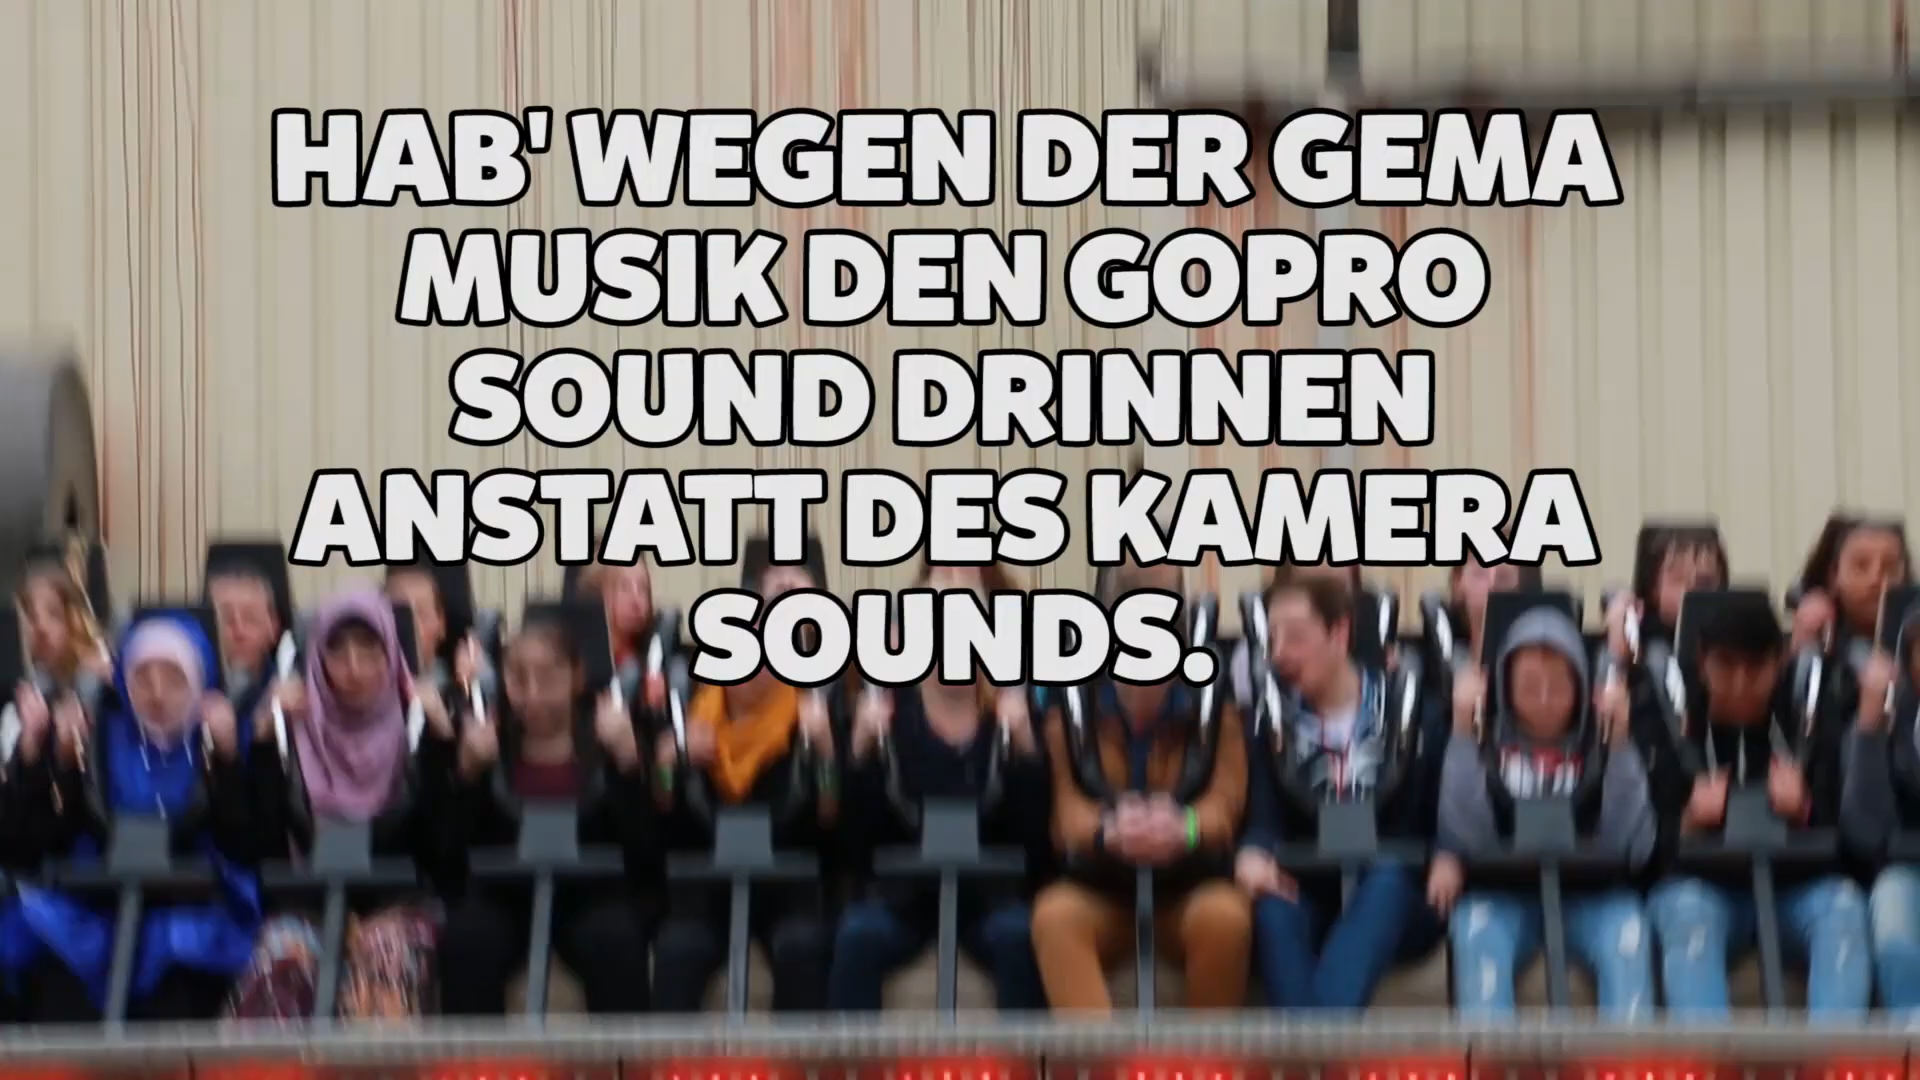 HAB' WEGEN DER GEMA
MUSIK DEN GOPRO
SOUND DRINNEN
ANSTATT DES KAMERA
SOUNDS.